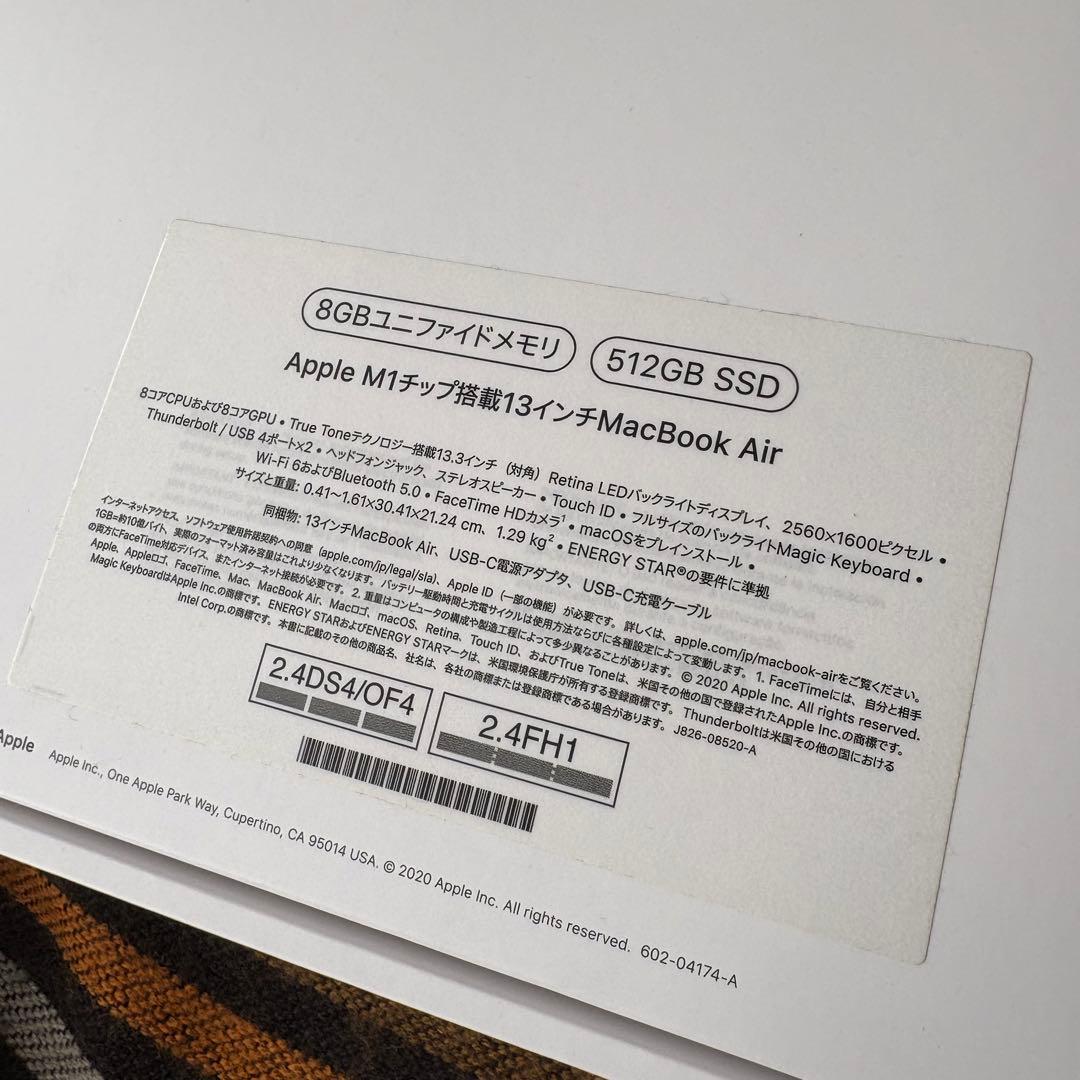 8GBユニファイドメモリ
512GB SSD
Apple M1チップ搭載13インチMacBook Air
8コアCPUおよび8コアGPU • True Toneテクノロジー搭載13.3インチ（対角）Retina LEDバックライトディスプレイ、2560×1600ピクセル •
Thunderbolt / USB 4ポート×2 • ヘッドフォンジャック、ステレオスピーカー • Touch ID • フルサイズのバックライトMagic Keyboard •
Wi-Fi 6およびBluetooth 5.0 • FaceTime HDカメラ¹ • macOSをプレインストール •
サイズと重量: 0.41〜1.61×30.41×21.24 cm、1.29 kg² • ENERGY STAR®の要件に準拠
同梱物: 13インチMacBook Air、USB-C電源アダプタ、USB-C充電ケーブル
インターネットアクセス、ソフトウェア使用許諾契約への同意（apple.com/jp/legal/sla)、Apple ID（一部の機能）が必要です。詳しくは、apple.com/jp/macbook-airをご覧ください。
1GB=約10億バイト、実際のフォーマット済み容量はこれより少なくなります。バッテリー駆動時間と充電サイクルは使用方法ならびに各種設定によって変動します。1. FaceTimeには、自分と相手
の両方にFaceTime対応デバイス、またインターネット接続が必要です。2. 重量はコンピュータの構成や製造工程によって多少異なることがあります。© 2020 Apple Inc. All rights reserved.
Apple、Appleロゴ、FaceTime、Mac、MacBook Air、Macロゴ、macOS、Retina、Touch ID、およびTrue Toneは、米国その他の国で登録されたApple Inc.の商標です。
Magic KeyboardはApple Inc.の商標です。ENERGY STARおよびENERGY STARマークは、米国環境保護庁が所有する登録商標です。Thunderboltは米国その他の国における
Intel Corp.の商標です。本書に記載のその他の商品名、社名は、各社の商標または登録商標である場合があります。J826-08520-A
2.4DS4/OF4
2.4FH1
Apple Apple Inc., One Apple Park Way, Cupertino, CA 95014 USA. © 2020 Apple Inc. All rights reserved. 602-04174-A